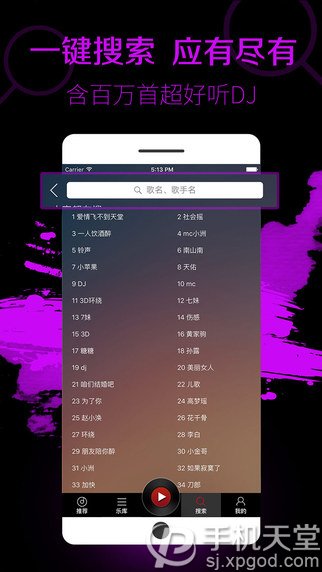 一键搜索 应有尽有
含百万首超好听DJ
Carrier 5:13 PM
歌名、歌手名
1 爱情飞不到天堂 2 社会摇
3 一人饮酒醉 4 mc小洲
5 铃声 6 南山南
7 小苹果 8 天佑
9 DJ 10 mc
11 3D环绕 12 七妹
13 7妹 14 伤感
15 3D 16 黄家驹
17 糖糖 18 孙露
19 dj 20 美丽女人
21 咱们结婚吧 22 儿歌
23 为了你 24 高梦瑶
25 赵小涣 26 花千骨
27 环绕 28 李白
29 朋友陪你醉 30 小金哥
31 小洲 32 如果寂寞了
33 加快 34 刀郎
推荐 乐库 搜索 我的
手机天堂
sj.xpgod.com